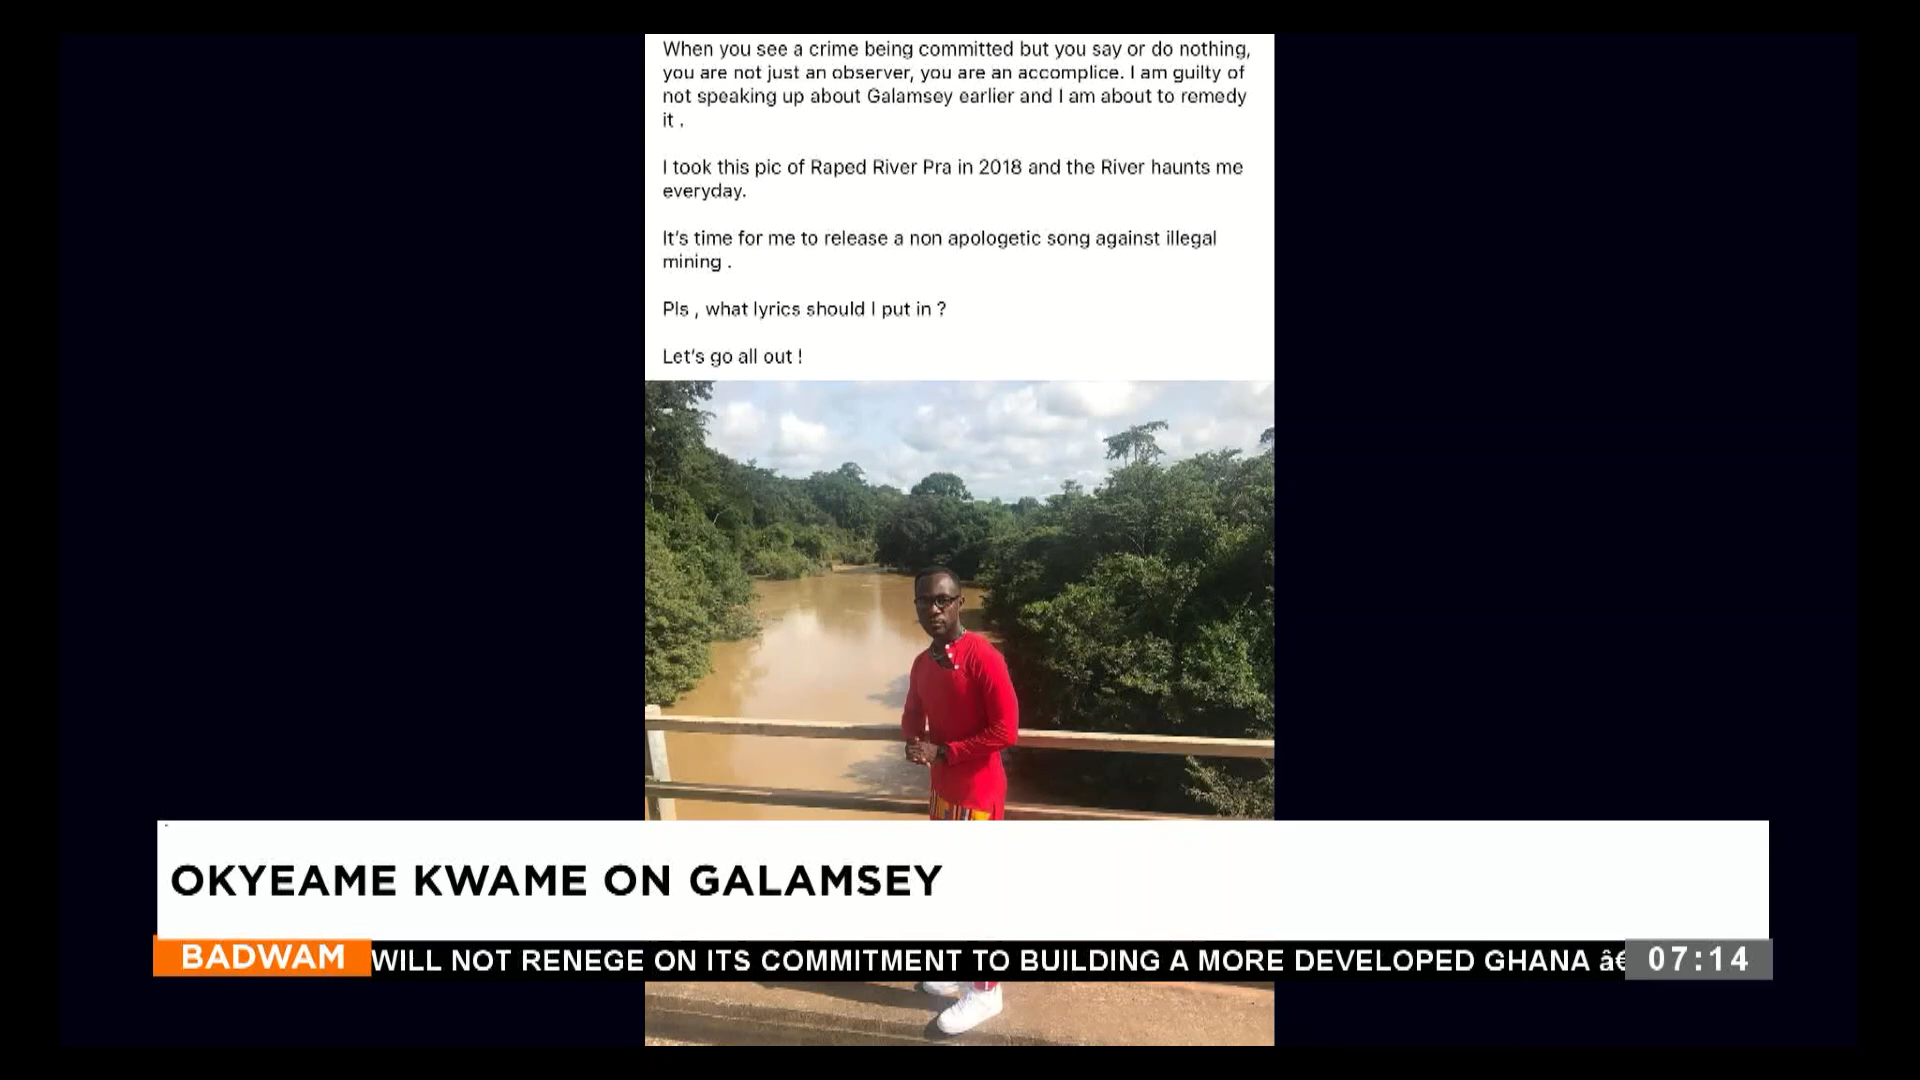 When you see a crime being committed but you say or do nothing,
you are not just an observer, you are an accomplice. I am guilty of
not speaking up about Galamsey earlier and I am about to remedy
it .
I took this pic of Raped River Pra in 2018 and the River haunts me
everyday.
It's time for me to release a non apologetic song against illegal
mining .
Pls , what lyrics should I put in ?
Let's go all out !
OKYEAME KWAME ON GALAMSEY
BADWAM WILL NOT RENEGE ON ITS COMMITMENT TO BUILDING A MORE DEVELOPED GHANA â€ 07:14